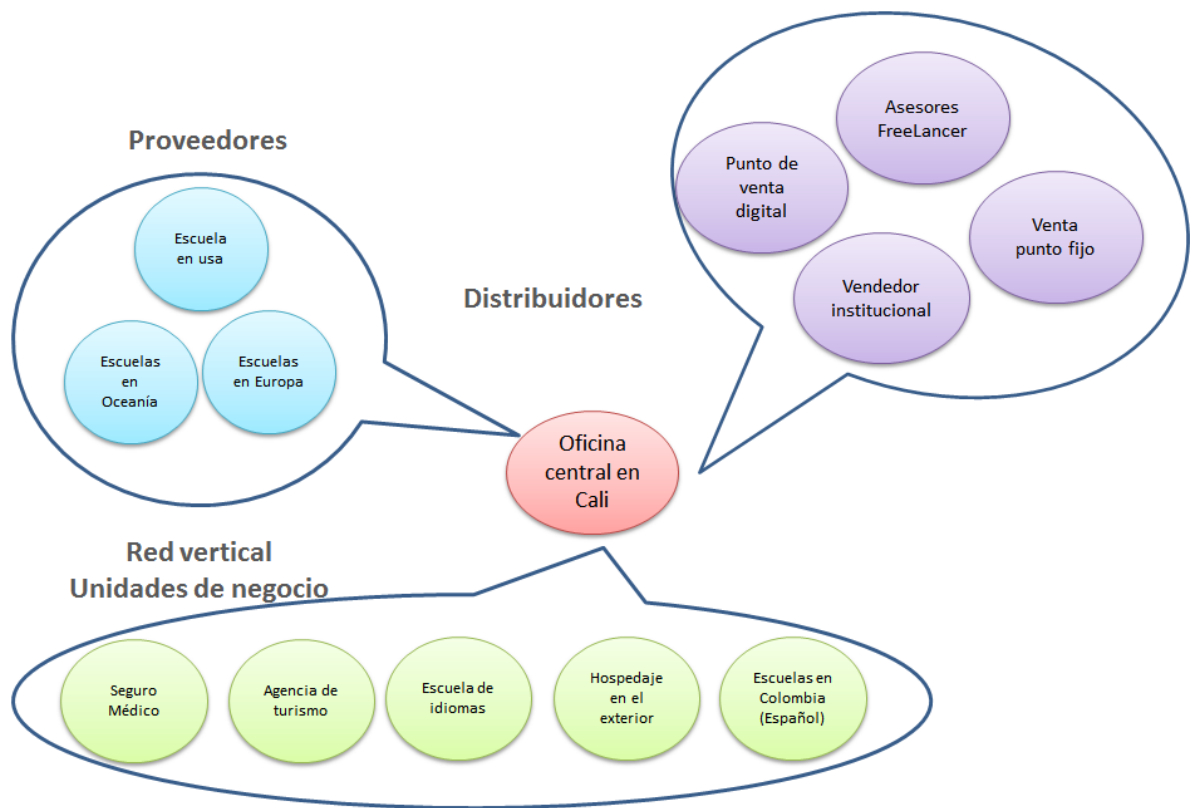 Proveedores
Escuela
en usa
Escuelas
en
Oceanía
Escuelas
en Europa
Distribuidores
Asesores
FreeLancer
Punto de
venta
digital
Venta
punto fijo
Vendedor
institucional
Oficina
central en
Cali
Red vertical
Unidades de negocio
Seguro
Médico
Agencia de
turismo
Escuela de
idiomas
Hospedaje
en el
exterior
Escuelas en
Colombia
(Español)